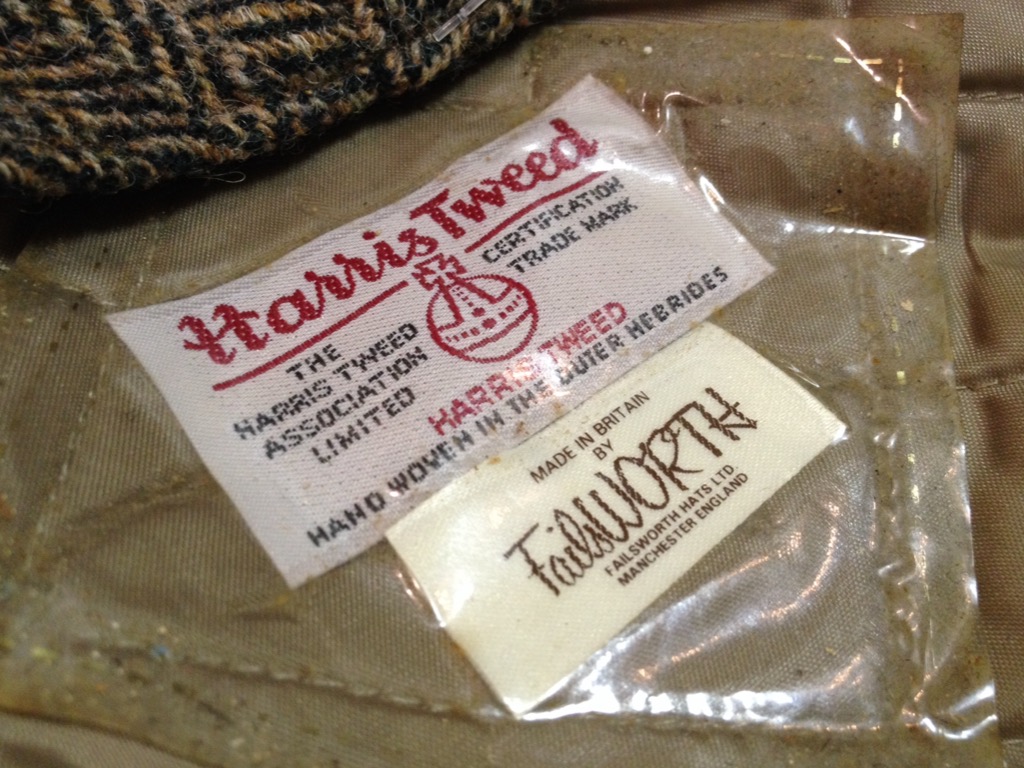 Harris Tweed
CERTIFICATION
TRADE MARK
THE
HARRIS TWEED
ASSOCIATION
LIMITED
HARRIS TWEED
HAND WOVEN IN THE OUTER HEBRIDES
MADE IN BRITAIN
BY
FailsWORTH
FAILSWORTH HATS LTD
MANCHESTER ENGLAND